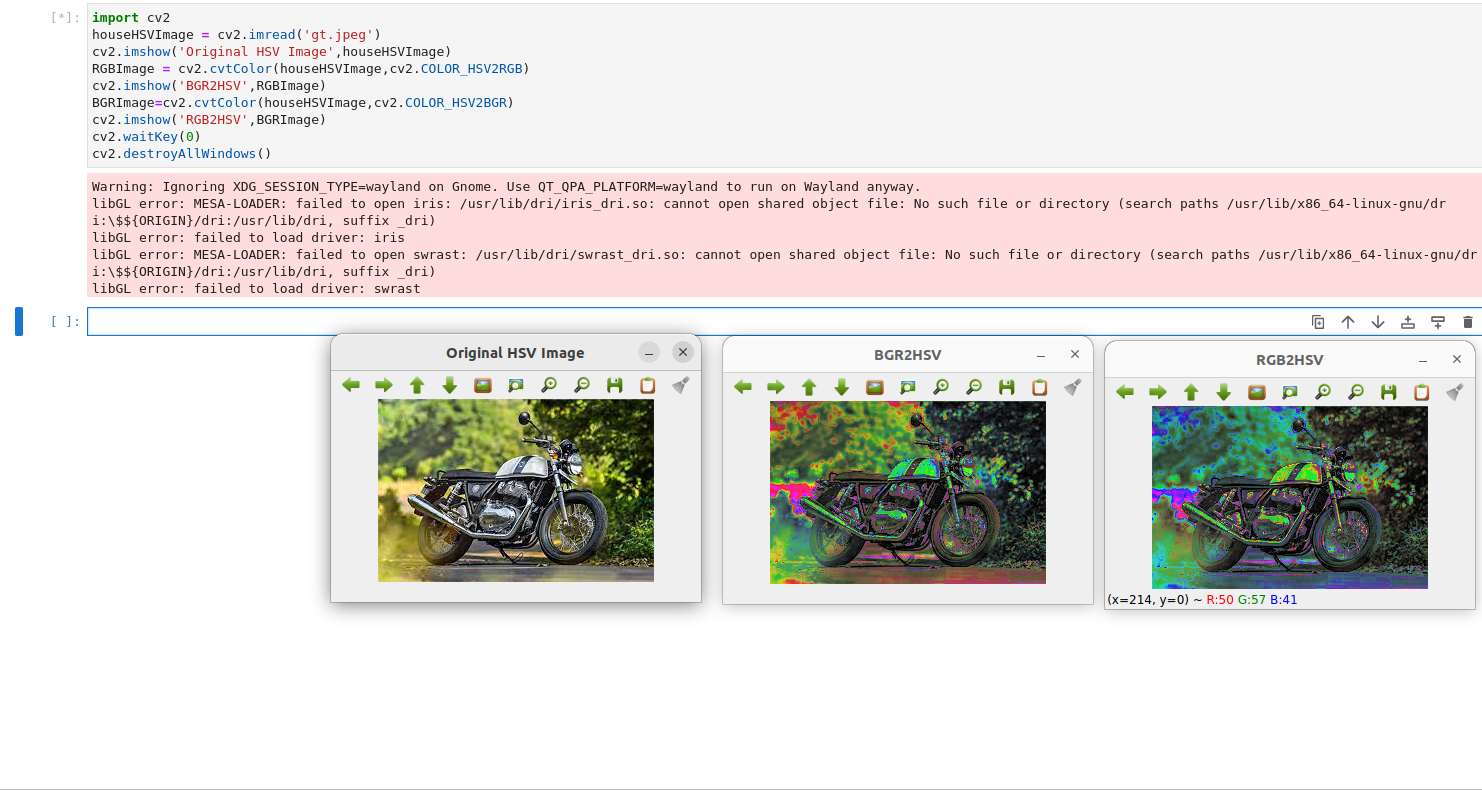 [*]:
import cv2
houseHSVImage = cv2.imread('gt.jpeg')
cv2.imshow('Original HSV Image',houseHSVImage)
RGBImage = cv2.cvtColor(houseHSVImage,cv2.COLOR_HSV2RGB)
cv2.imshow('BGR2HSV',RGBImage)
BGRImage=cv2.cvtColor(houseHSVImage,cv2.COLOR_HSV2BGR)
cv2.imshow('RGB2HSV',BGRImage)
cv2.waitKey(0)
cv2.destroyAllWindows()
Warning: Ignoring XDG_SESSION_TYPE=wayland on Gnome. Use QT_QPA_PLATFORM=wayland to run on Wayland anyway.
libGL error: MESA-LOADER: failed to open iris: /usr/lib/dri/iris_dri.so: cannot open shared object file: No such file or directory (search paths /usr/lib/x86_64-linux-gnu/dr
i:\$${ORIGIN}/dri:/usr/lib/dri, suffix _dri)
libGL error: failed to load driver: iris
libGL error: MESA-LOADER: failed to open swrast: /usr/lib/dri/swrast_dri.so: cannot open shared object file: No such file or directory (search paths /usr/lib/x86_64-linux-gnu/dr
i:\$${ORIGIN}/dri:/usr/lib/dri, suffix _dri)
libGL error: failed to load driver: swrast
[ ]:
Original HSV Image
BGR2HSV
RGB2HSV
(x=214, y=0) ~ R:50 G:57 B:41